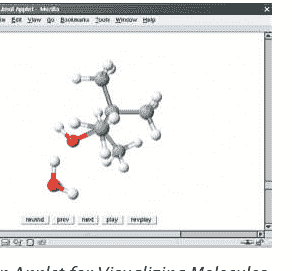 Jmol Applet - Mozilla
File Edit View Go Bookmarks Tools Window Help
rewind prev next play revplay
n Applet for Visualizing Molecules